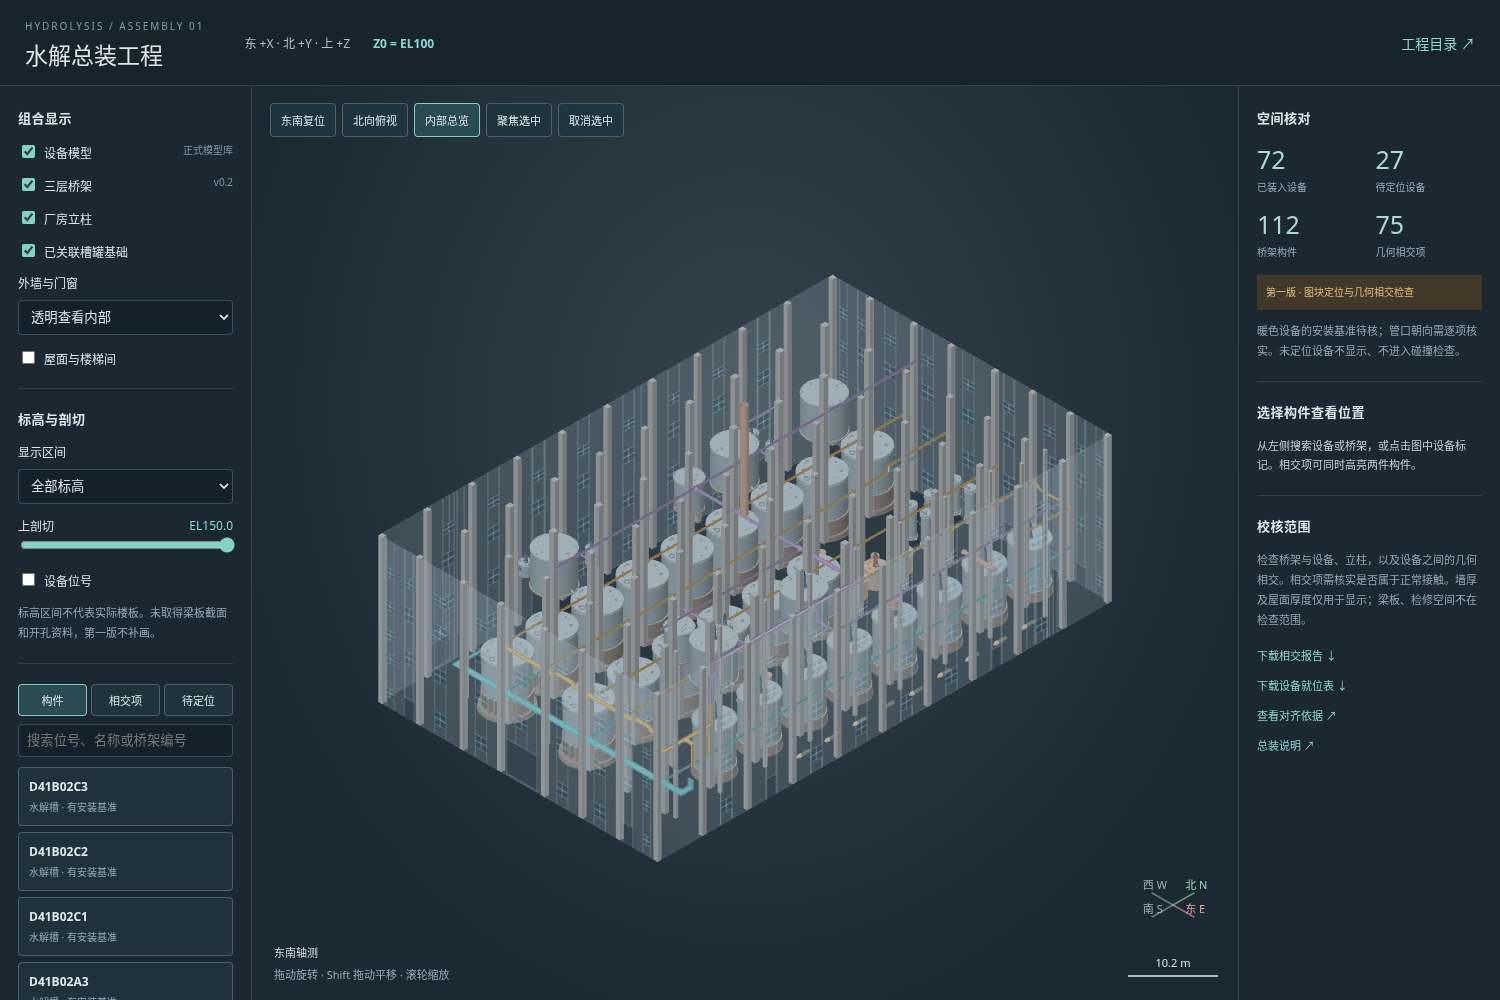 HYDROLYSIS / ASSEMBLY 01
水解总装工程
东 +X · 北 +Y · 上 +Z
Z0 = EL100
工程目录 ↗
组合显示
设备模型
正式模型库
三层桥架
v0.2
厂房立柱
已关联槽罐基础
外墙与门窗
透明查看内部
屋面与楼梯间
标高与剖切
显示区间
全部标高
上剖切
EL150.0
设备位号
标高区间不代表实际楼板。未取得梁板截面
和开孔资料，第一版不补画。
构件
相交项
待定位
搜索位号、名称或桥架编号
D41B02C3
水解槽 · 有安装基准
D41B02C2
水解槽 · 有安装基准
D41B02C1
水解槽 · 有安装基准
D41B02A3
水解槽 · 有安装基准
东南复位
北向俯视
内部总览
聚焦选中
取消选中
西 W
北 N
南 S
东 E
东南轴测
拖动旋转 · Shift 拖动平移 · 滚轮缩放
10.2 m
空间核对
72
27
已装入设备
待定位设备
112
75
桥架构件
几何相交项
第一版 · 图块定位与几何相交检查
暖色设备的安装基准待核；管口朝向需逐项核
实。未定位设备不显示、不进入碰撞检查。
选择构件查看位置
从左侧搜索设备或桥架，或点击图中设备标
记。相交项可同时高亮两件构件。
校核范围
检查桥架与设备、立柱，以及设备之间的几何
相交。相交项需核实是否属于正常接触。墙厚
及屋面厚度仅用于显示；梁板、检修空间不在
检查范围。
下载相交报告 ↓
下载设备就位表 ↓
查看对齐依据 ↗
总装说明 ↗